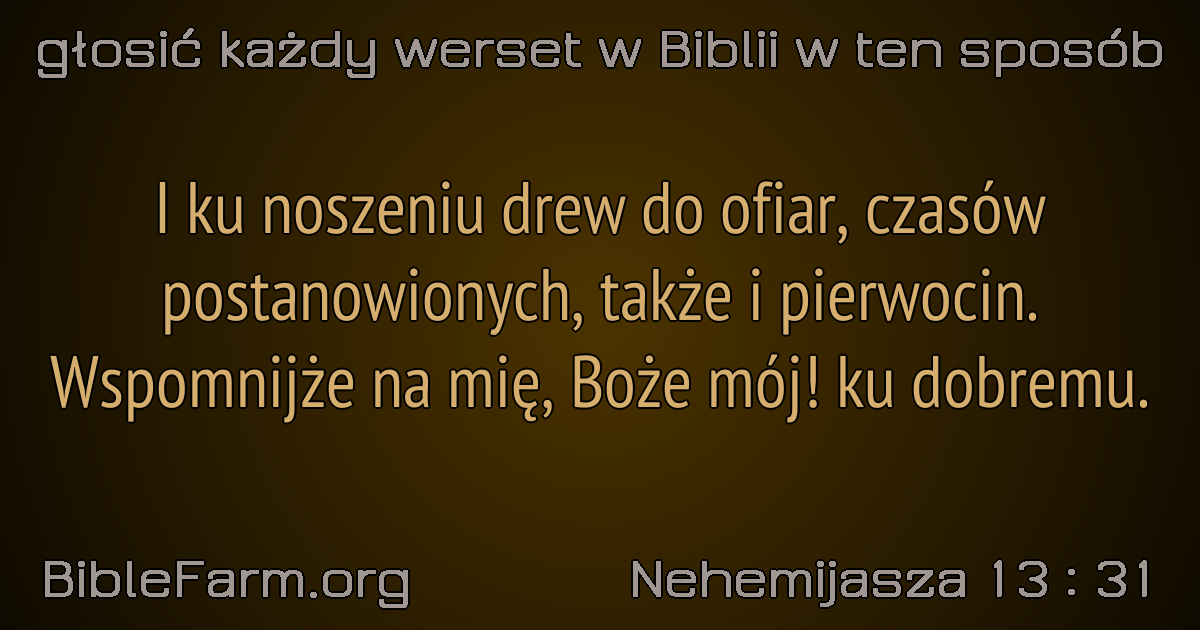 głosić każdy werset w Biblii w ten sposób
I ku noszeniu drew do ofiar, czasów
postanowionych, także i pierwocin.
Wspomnijże na mię, Boże mój! ku dobremu.
BibleFarm.org
Nehemijasza 13 : 31